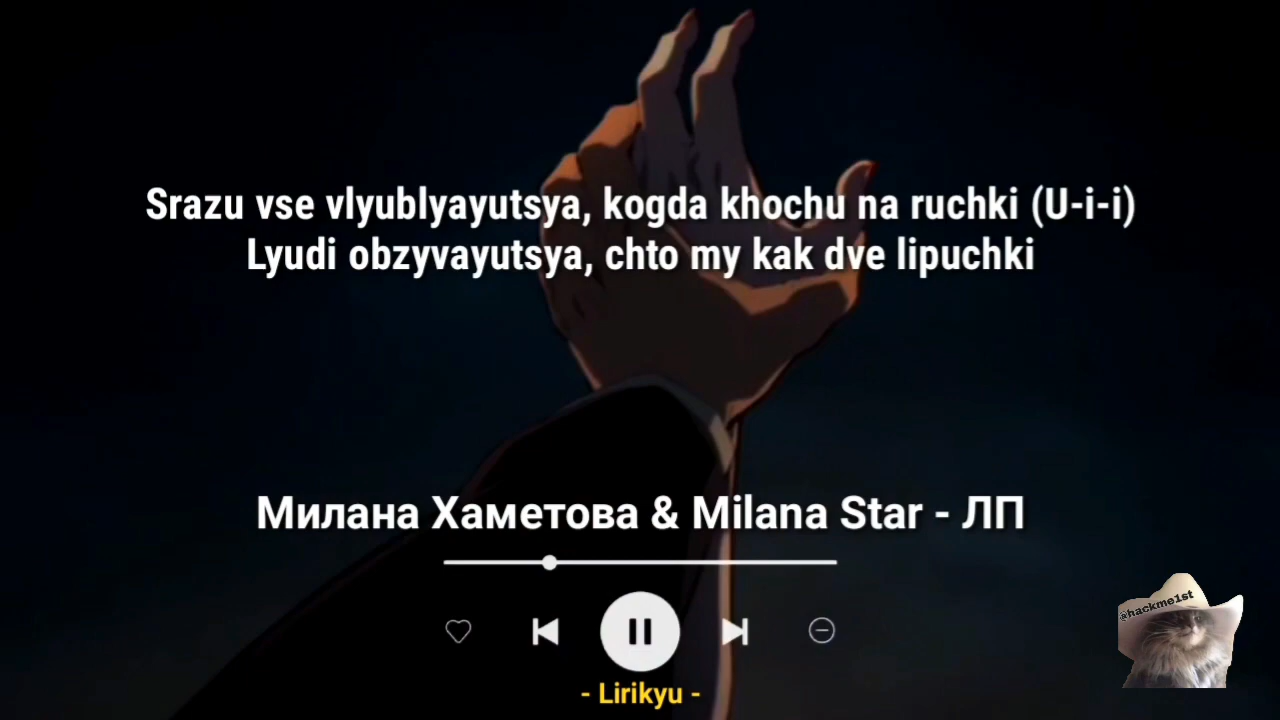 Srazu vse vlyublyayutsya, kogda khochu na ruchki (U-i-i)
Lyudi obzyvayutsya, chto my kak dve lipuchki
Милана Хаметова & Milana Star - ЛП
@hackme1st
- Lirikyu -